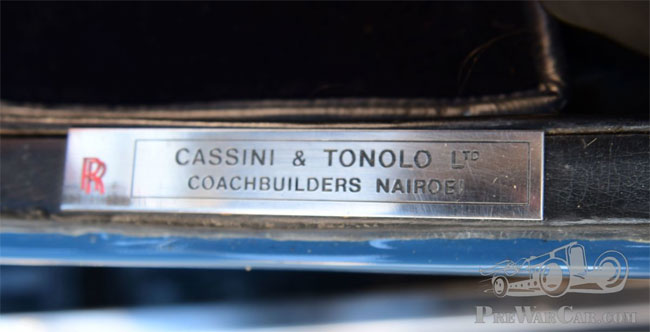 RR
CASSINI & TONOLO LTD
COACHBUILDERS NAIROBI
PREWARCAR.COM